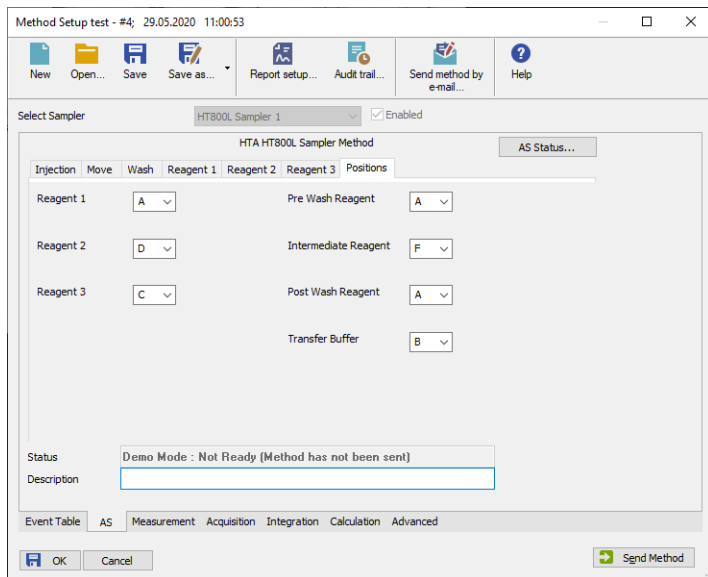 Method Setup test - #4; 29.05.2020 11:00:53
New Open... Save Save as... Report setup... Audit trail... Send method by e-mail... Help
Select Sampler HT800L Sampler 1 Enabled
HTA HT800L Sampler Method AS Status...
Injection Move Wash Reagent 1 Reagent 2 Reagent 3 Positions
Reagent 1 A Pre Wash Reagent A
Reagent 2 D Intermediate Reagent F
Reagent 3 C Post Wash Reagent A
Transfer Buffer B
Status Demo Mode : Not Ready (Method has not been sent)
Description
Event Table AS Measurement Acquisition Integration Calculation Advanced
OK Cancel Send Method